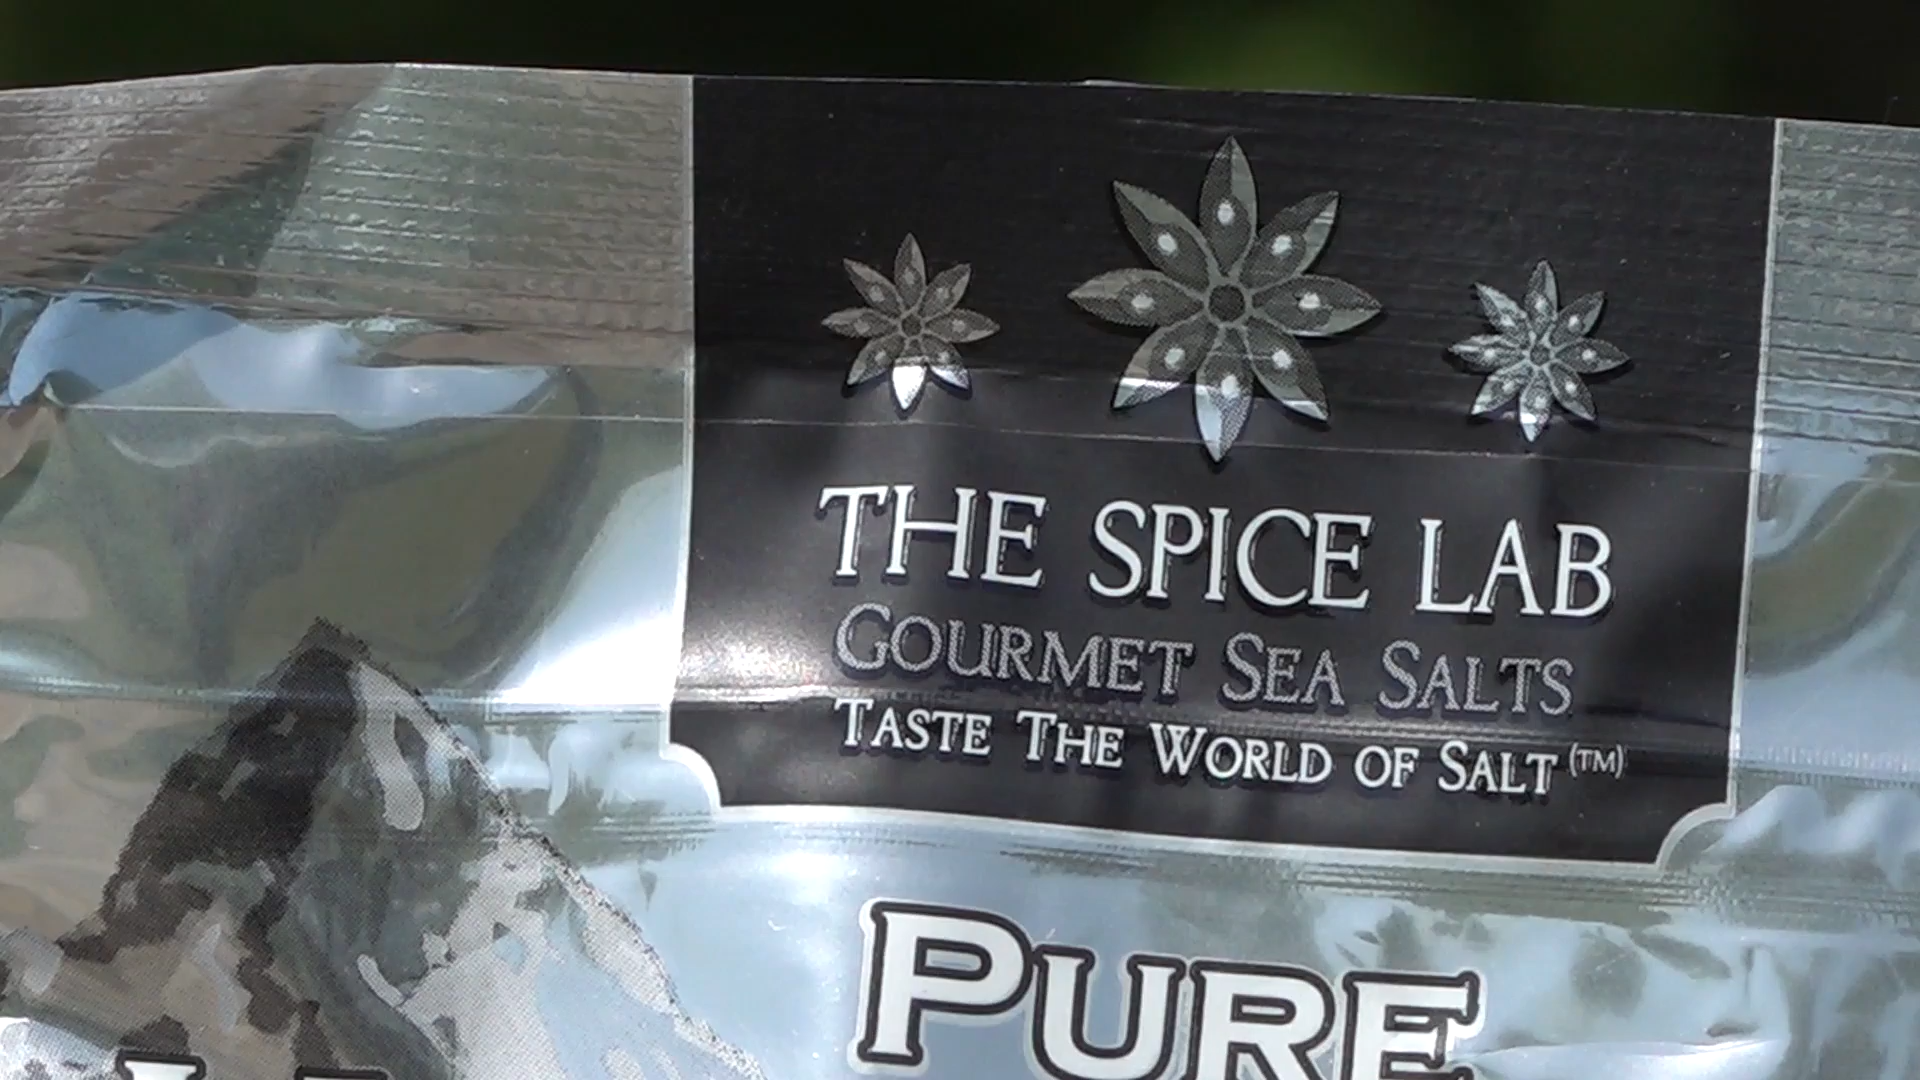 THE SPICE LAB
GOURMET SEA SALTS
TASTE THE WORLD OF SALT (TM)
PURE